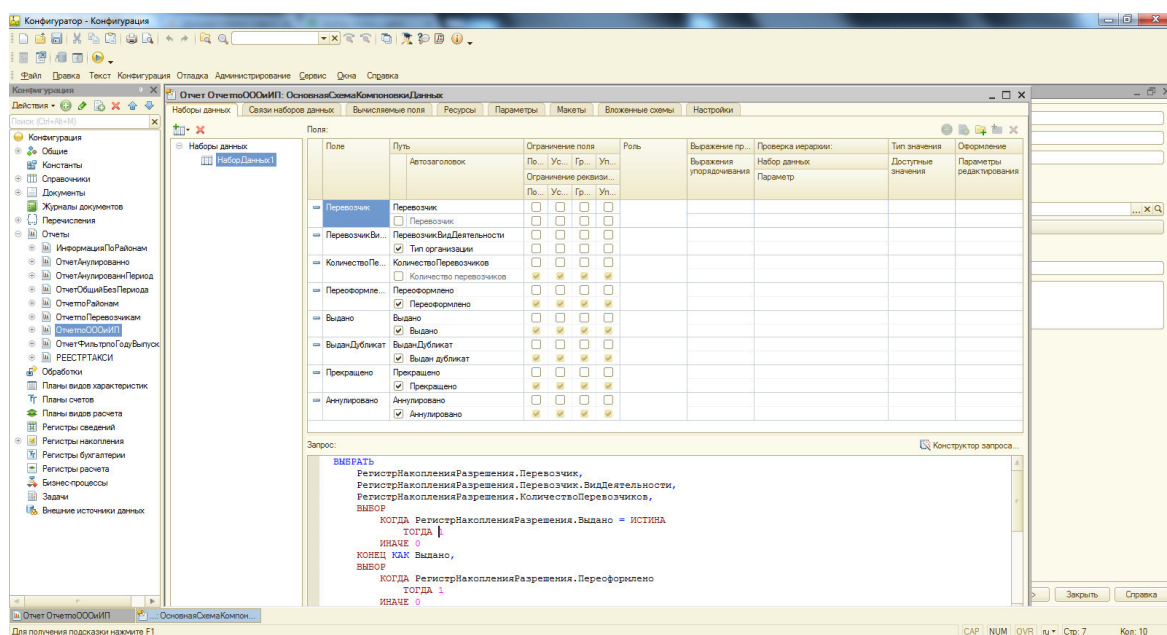 Конфигуратор - Конфигурация
Файл Правка Текст Конфигурация Отладка Администрирование Сервис Окна Справка
Конфигурация
Действия
Поиск (Ctrl+Alt+M)
Конфигурация
Общие
Константы
Справочники
Документы
Журналы документов
Перечисления
Отчеты
ИнформацияПоРайонам
ОтчетАнулированно
ОтчетАнулированнПериод
ОтчетОбщийБезПериода
ОтчетпоРайонам
ОтчетпоПеревозчикам
ОтчетпоОООиИП
ОтчетФильтрпоГодуВыпуск
РЕЕСТРТАКСИ
Обработки
Планы видов характеристик
Планы счетов
Планы видов расчета
Регистры сведений
Регистры накопления
Регистры бухгалтерии
Регистры расчета
Бизнес-процессы
Задачи
Внешние источники данных
Отчет ОтчетпоОООиИП: ОсновнаяСхемаКомпоновкиДанных
Наборы данных Связи наборов данных Вычисляемые поля Ресурсы Параметры Макеты Вложенные схемы Настройки
Наборы данных
НаборДанных1
Поля:
Поле Путь Ограничение поля Роль Выражение пр... Проверка иерархии: Тип значения Оформление
Автозаголовок По... Ус... Гр... Уп... Выражения упорядочивания Набор данных Доступные значения Параметры редактирования
Ограничение реквизи... Параметр
По... Ус... Гр... Уп...
Перевозчик Перевозчик
Перевозчик
ПеревозчикВи... ПеревозчикВидДеятельности
Тип организации
КоличествоПе... КоличествоПеревозчиков
Количество перевозчиков
Переоформле... Переоформлено
Переоформлено
Выдано Выдано
Выдано
ВыданДубликат ВыданДубликат
Выдан дубликат
Прекращено Прекращено
Прекращено
Аннулировано Аннулировано
Аннулировано
Запрос:
Конструктор запроса...
ВЫБРАТЬ
РегистрНакопленияРазрешения.Перевозчик,
РегистрНакопленияРазрешения.Перевозчик.ВидДеятельности,
РегистрНакопленияРазрешения.КоличествоПеревозчиков,
ВЫБОР
КОГДА РегистрНакопленияРазрешения.Выдано = ИСТИНА
ТОГДА 1
ИНАЧЕ 0
КОНЕЦ КАК Выдано,
ВЫБОР
КОГДА РегистрНакопленияРазрешения.Переоформлено
ТОГДА 1
ИНАЧЕ 0
Закрыть Справка
Отчет ОтчетпоОООиИП ...: ОсновнаяСхемаКомпон...
Для получения подсказки нажмите F1
CAP NUM OVR ru Стр: 7 Кол: 10